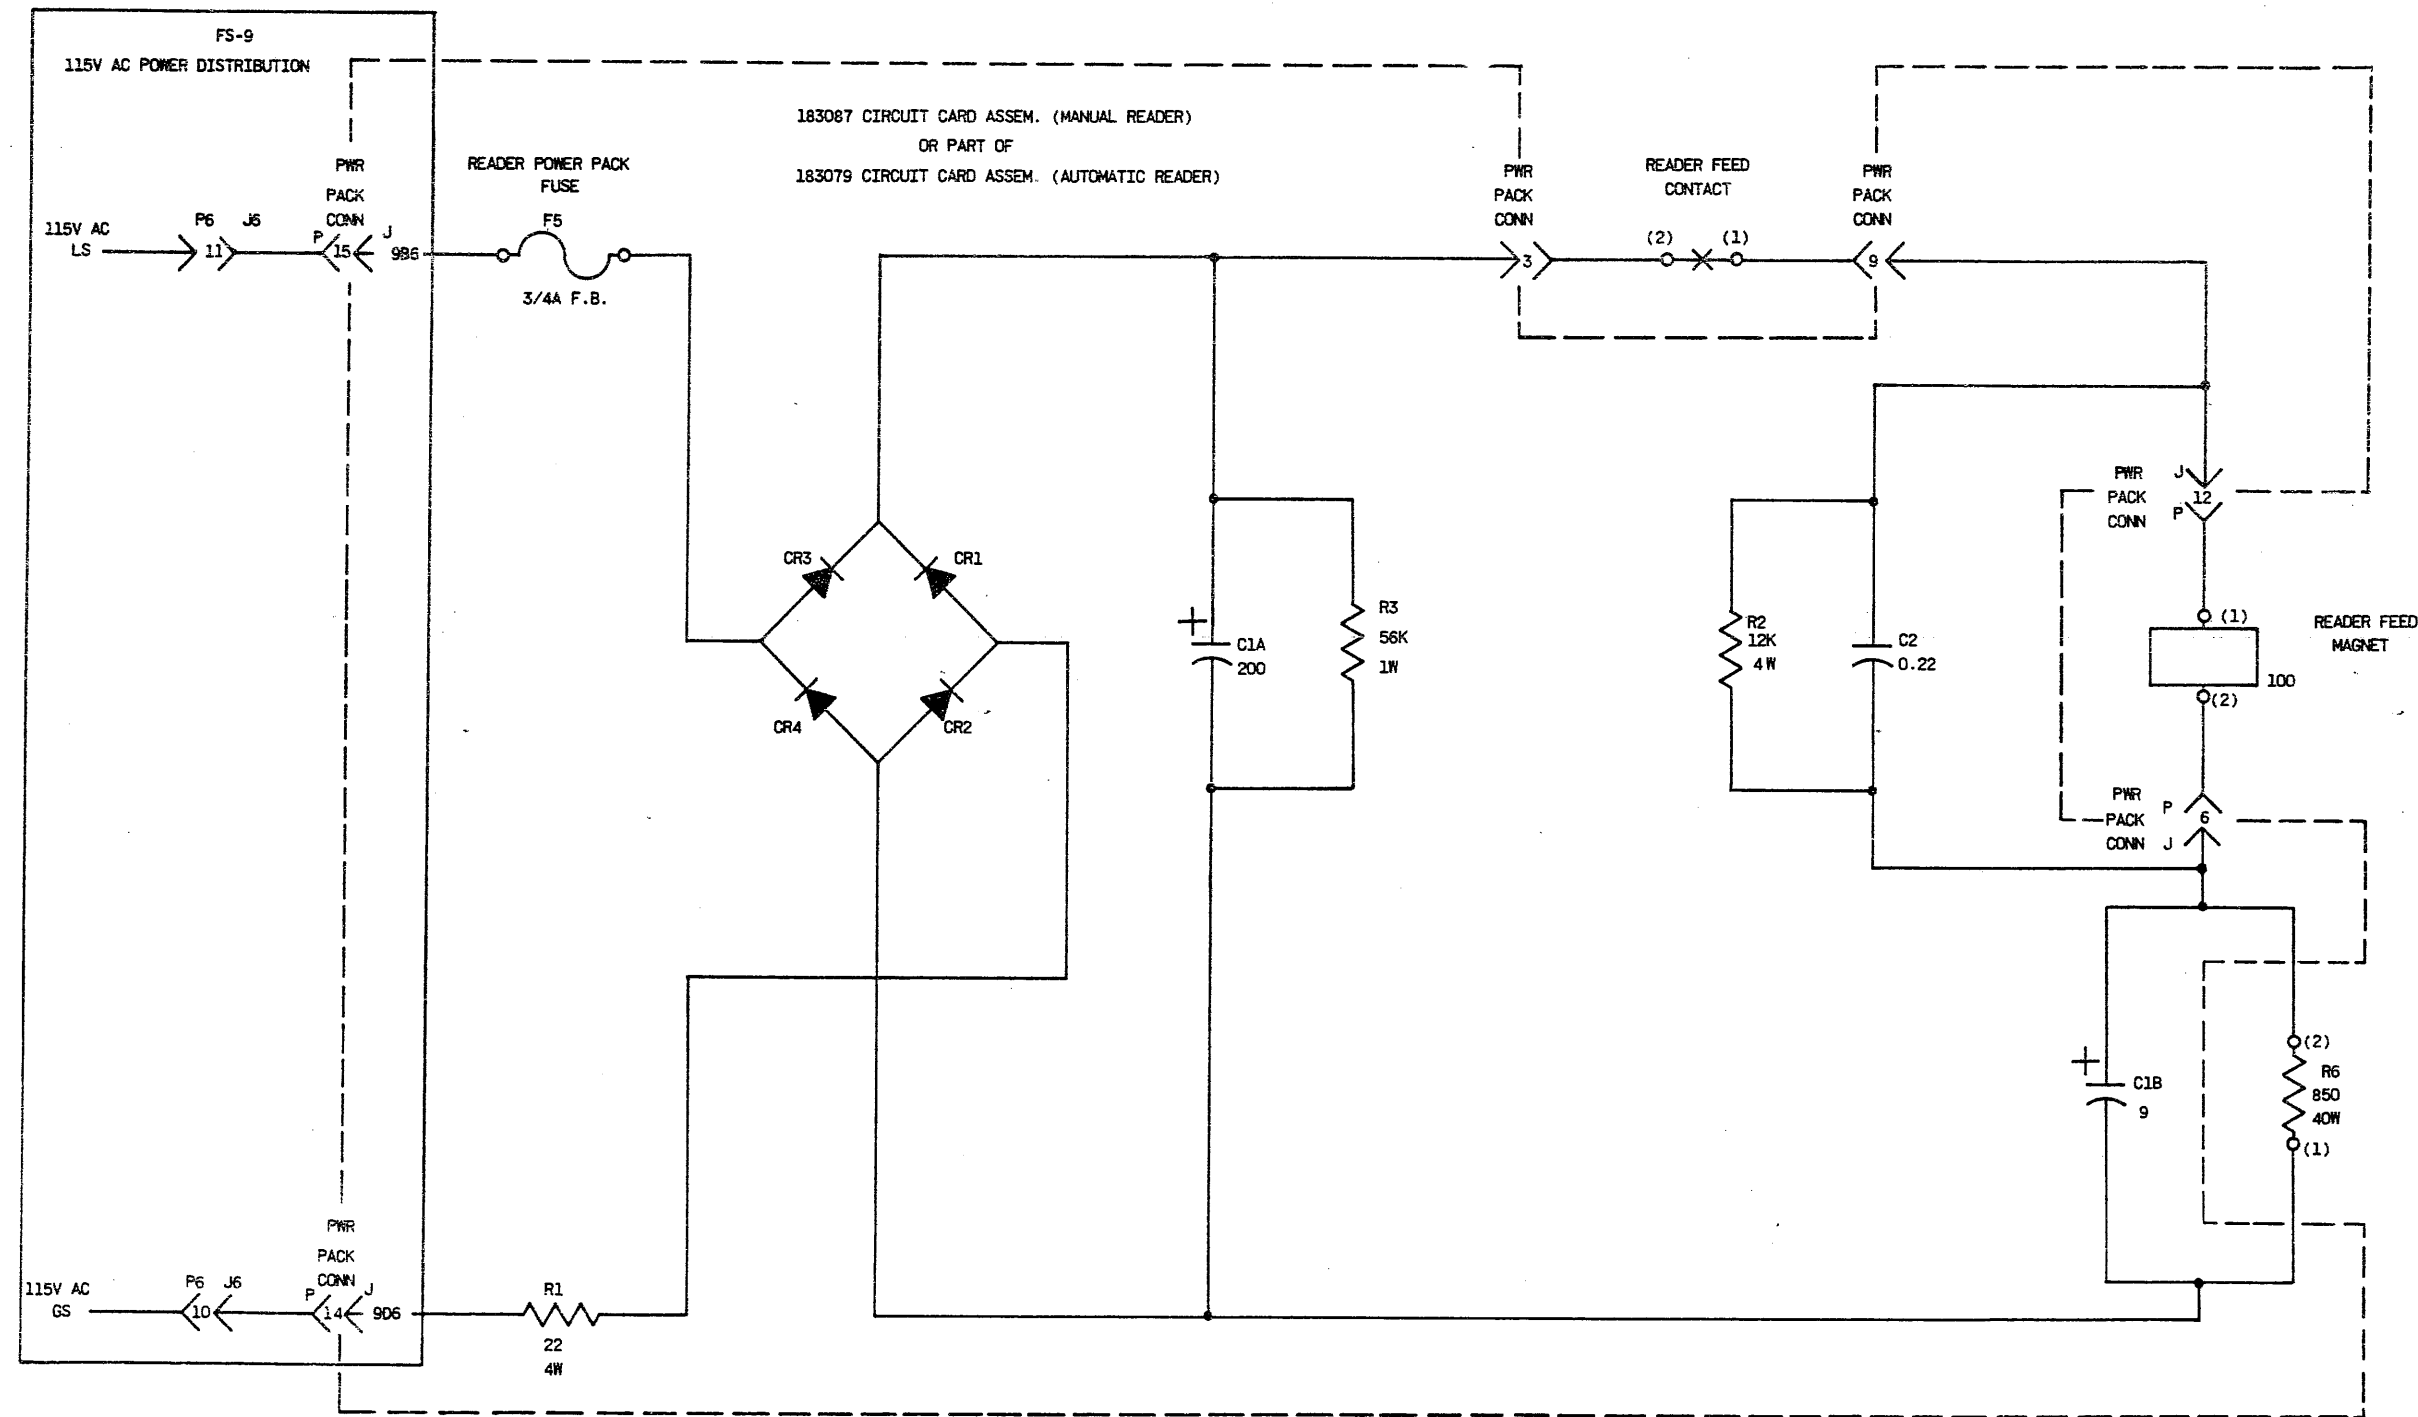 FS-9
115V AC POWER DISTRIBUTION
183087 CIRCUIT CARD ASSEM. (MANUAL READER)
OR PART OF
183079 CIRCUIT CARD ASSEM. (AUTOMATIC READER)
READER POWER PACK
FUSE
F5
3/4A F.B.
PWR
PACK
CONN
115V AC
LS
P6
J6
11
P
15
J
9B6
PWR
PACK
CONN
3
READER FEED
CONTACT
(2)
(1)
PWR
PACK
CONN
9
PWR
PACK
CONN
J
12
P
CR3
CR1
CR4
CR2
C1A
200
R3
56K
1W
R2
12K
4W
C2
0.22
(1)
READER FEED
MAGNET
100
(2)
PWR
PACK
CONN
P
6
J
(2)
R6
850
40W
(1)
C1B
9
PWR
PACK
CONN
115V AC
GS
P6
J6
10
P
14
J
9D6
R1
22
4W